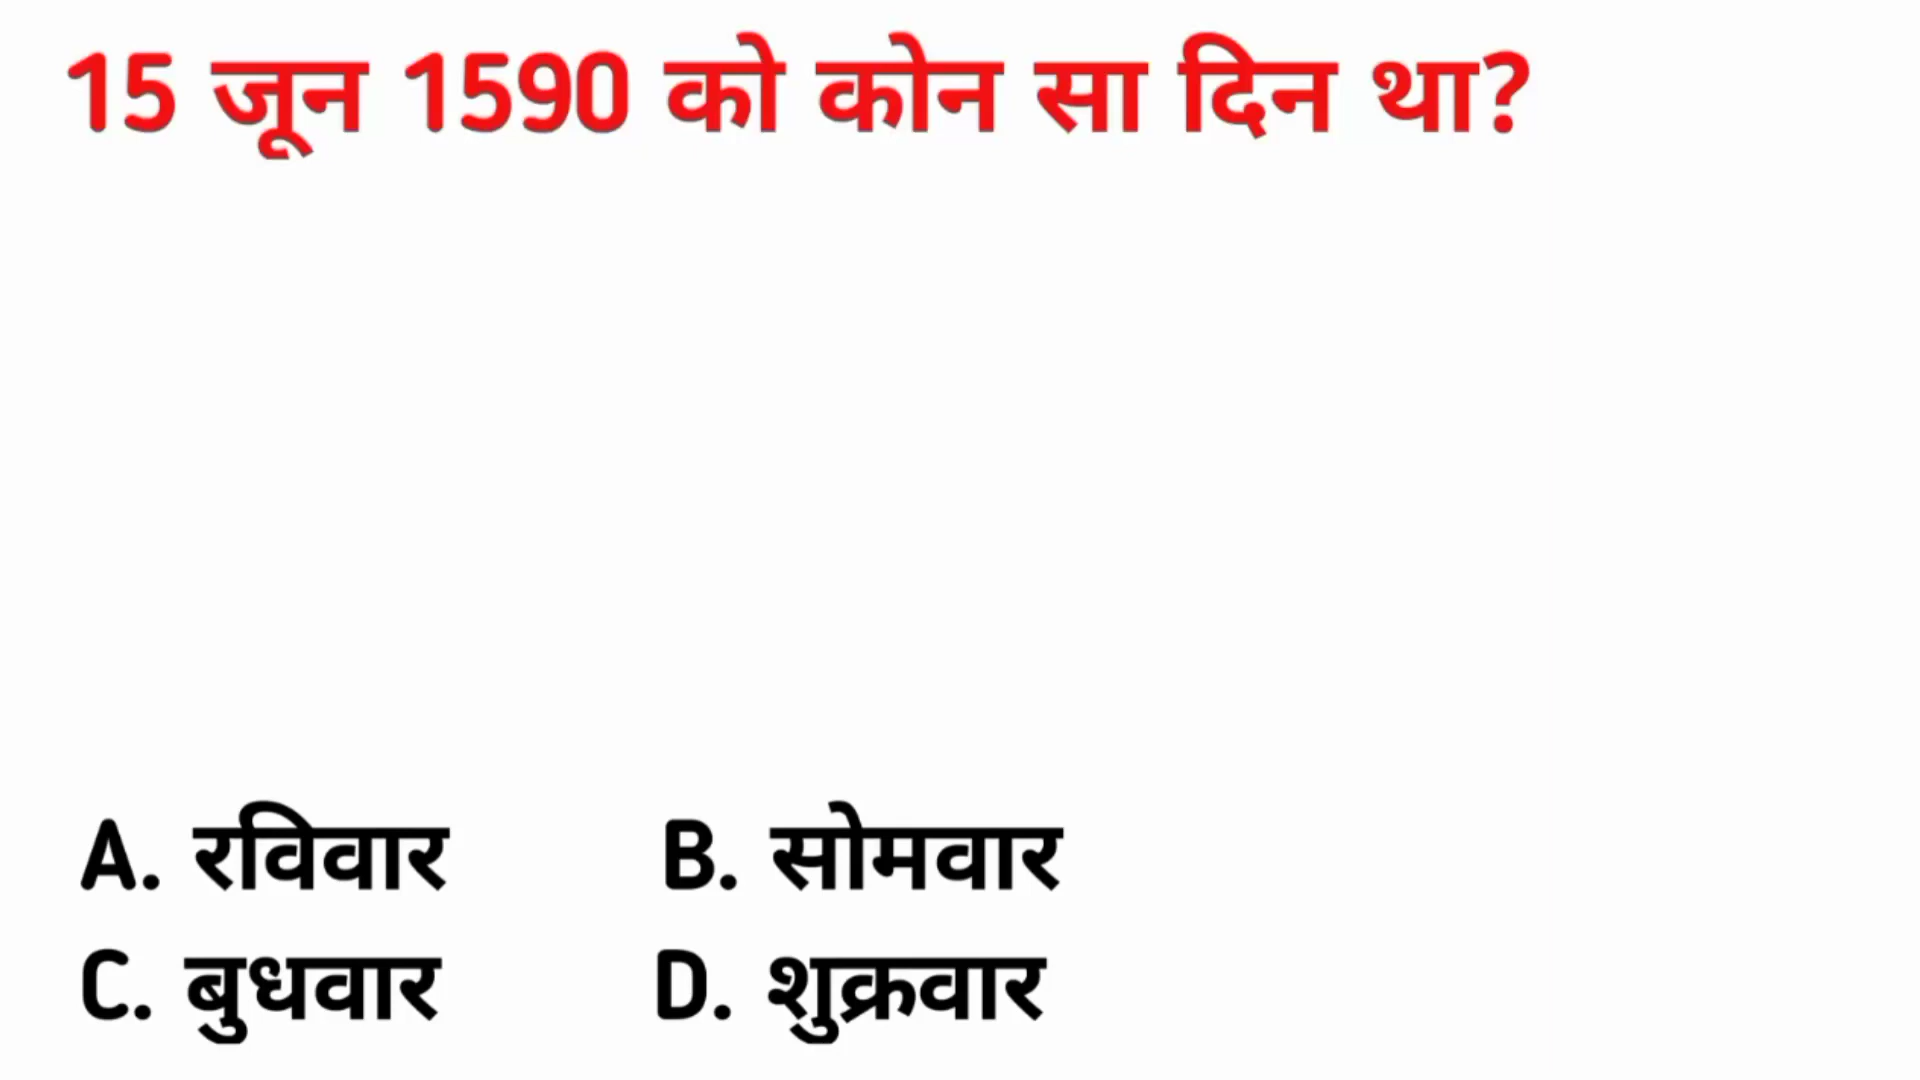 15 जून 1590 को कोन सा दिन था?
A. रविवार B. सोमवार
C. बुधवार D. शुक्रवार